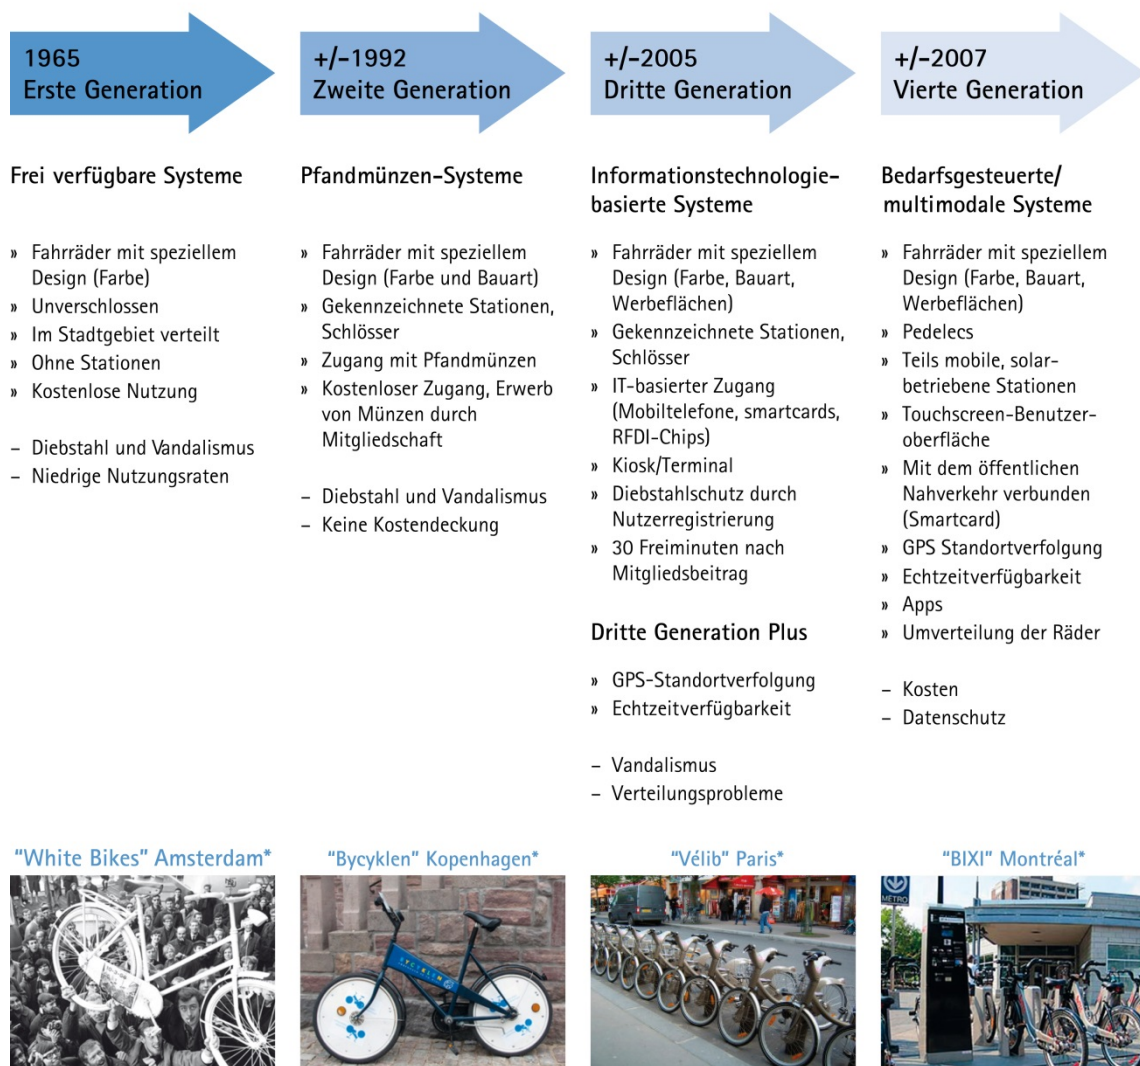 1965
Erste Generation
Frei verfügbare Systeme
» Fahrräder mit speziellem
Design (Farbe)
» Unverschlossen
» Im Stadtgebiet verteilt
» Ohne Stationen
» Kostenlose Nutzung
– Diebstahl und Vandalismus
– Niedrige Nutzungsraten
"White Bikes" Amsterdam*
+/-1992
Zweite Generation
Pfandmünzen-Systeme
» Fahrräder mit speziellem
Design (Farbe und Bauart)
» Gekennzeichnete Stationen,
Schlösser
» Zugang mit Pfandmünzen
» Kostenloser Zugang, Erwerb
von Münzen durch
Mitgliedschaft
– Diebstahl und Vandalismus
– Keine Kostendeckung
"Bycyklen" Kopenhagen*
BYCYKLEN
+/-2005
Dritte Generation
Informationstechnologie-
basierte Systeme
» Fahrräder mit speziellem
Design (Farbe, Bauart,
Werbeflächen)
» Gekennzeichnete Stationen,
Schlösser
» IT-basierter Zugang
(Mobiltelefone, smartcards,
RFDI-Chips)
» Kiosk/Terminal
» Diebstahlschutz durch
Nutzerregistrierung
» 30 Freiminuten nach
Mitgliedsbeitrag
Dritte Generation Plus
» GPS-Standortverfolgung
» Echtzeitverfügbarkeit
– Vandalismus
– Verteilungsprobleme
"Vélib" Paris*
+/-2007
Vierte Generation
Bedarfsgesteuerte/
multimodale Systeme
» Fahrräder mit speziellem
Design (Farbe, Bauart,
Werbeflächen)
» Pedelecs
» Teils mobile, solar-
betriebene Stationen
» Touchscreen-Benutzer-
oberfläche
» Mit dem öffentlichen
Nahverkehr verbunden
(Smartcard)
» GPS Standortverfolgung
» Echtzeitverfügbarkeit
» Apps
» Umverteilung der Räder
– Kosten
– Datenschutz
"BIXI" Montréal*
MÉTRO